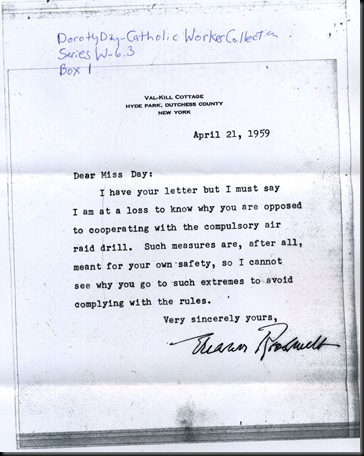 Doroty Day-Catholic Worker Collection
Series W-6.3
Box 1
VAL-KILL COTTAGE
HYDE PARK, DUTCHESS COUNTY
NEW YORK
April 21, 1959
Dear Miss Day:
I have your letter but I must say
I am at a loss to know why you are opposed
to cooperating with the compulsory air
raid drill. Such measures are, after all,
meant for your own safety, so I cannot
see why you go to such extremes to avoid
complying with the rules.
Very sincerely yours,
Eleanor Roosevelt